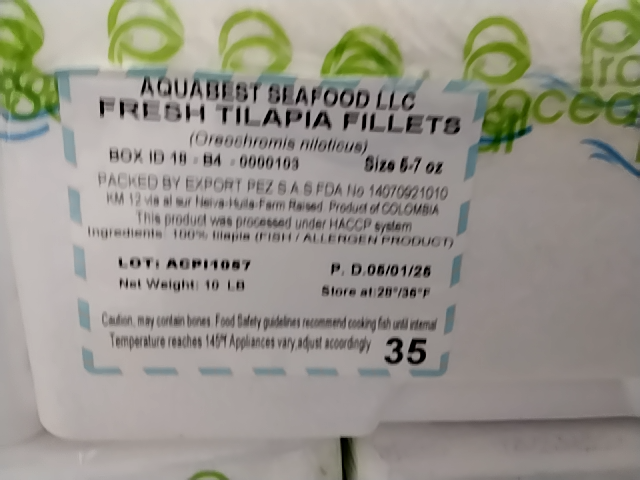 AQUABEST SEAFOOD LLC
FRESH TILAPIA FILLETS
(Oreochromis niloticus)
BOX ID 18 - B4 - 0000103 Size 5-7 oz
PACKED BY EXPORT PEZ S.A.S FDA No 14070921010
KM 12 via al sur Neiva-Huila-Farm Raised. Product of COLOMBIA
This product was processed under HACCP system
Ingredients: 100% tilapia (FISH / ALLERGEN PRODUCT)
LOT: AGPI1057 P. D.05/01/25
Net Weight: 10 LB Store at:28°/36°F
Caution, may contain bones. Food Safety guidelines recommend cooking fish until internal
Temperature reaches 145°f Appliances vary,adjust accordingly 35